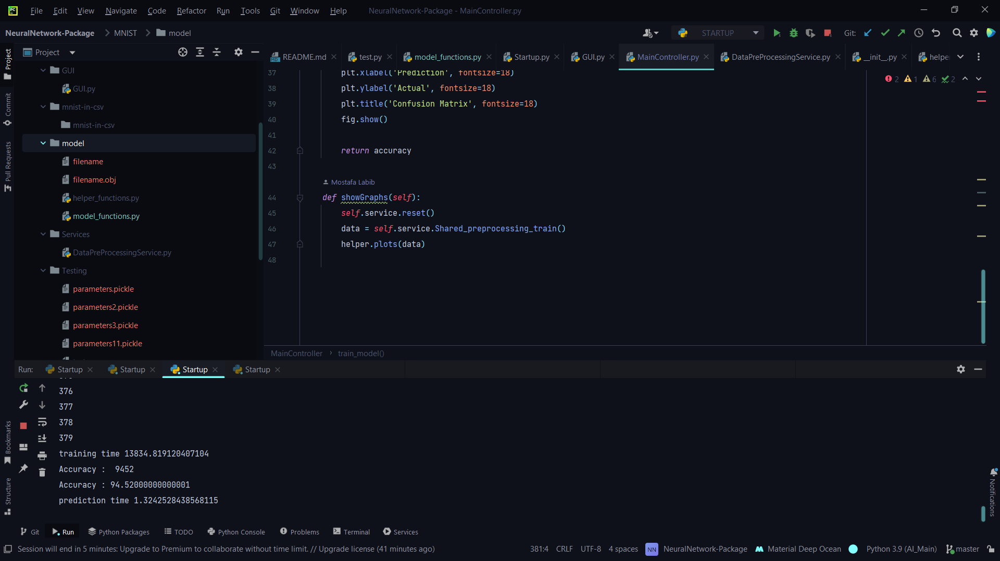 File Edit View Navigate Code Refactor Run Tools Git Window Help NeuralNetwork-Package - MainController.py
NeuralNetwork-Package MNIST model STARTUP Git:
Project
README.md test.py model_functions.py Startup.py GUI.py MainController.py DataPreProcessingService.py __init__.py helpe
GUI
GUI.py
mnist-in-csv
mnist-in-csv
model
filename
filename.obj
helper_functions.py
model_functions.py
Services
DataPreProcessingService.py
Testing
parameters.pickle
parameters2.pickle
parameters3.pickle
parameters11.pickle
Project
Commit
Pull Requests
Bookmarks
Structure
2 1 6 2
37 plt.xlabel('Prediction', fontsize=18)
38 plt.ylabel('Actual', fontsize=18)
39 plt.title('Confusion Matrix', fontsize=18)
40 fig.show()
41
42 return accuracy
43
Mostafa Labib
44 def showGraphs(self):
45 self.service.reset()
46 data = self.service.Shared_preprocessing_train()
47 helper.plots(data)
48
MainController train_model()
Run: Startup Startup Startup Startup
376
377
378
379
training time 13834.819120407104
Accuracy :  9452
Accuracy : 94.52000000000001
prediction time 1.3242528438568115
Notifications
Git Run Python Packages TODO Python Console Problems Terminal Services
Session will end in 5 minutes: Upgrade to Premium to collaborate without time limit. // Upgrade license (41 minutes ago) 381:4 CRLF UTF-8 4 spaces NN NeuralNetwork-Package Material Deep Ocean Python 3.9 (AI_Main) master